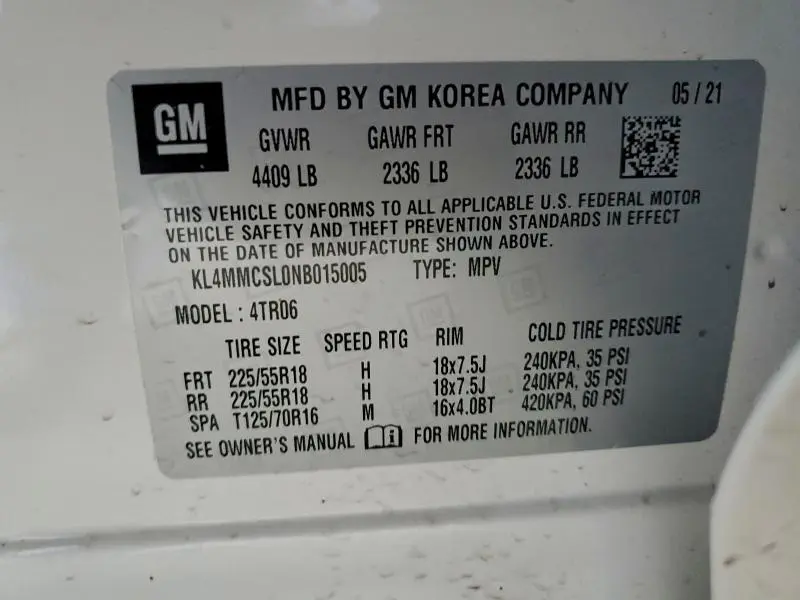 GM MFD BY GM KOREA COMPANY 05/21
GVWR GAWR FRT GAWR RR
4409 LB 2336 LB 2336 LB
THIS VEHICLE CONFORMS TO ALL APPLICABLE U.S. FEDERAL MOTOR
VEHICLE SAFETY AND THEFT PREVENTION STANDARDS IN EFFECT
ON THE DATE OF MANUFACTURE SHOWN ABOVE.
KL4MMCSL0NB015005 TYPE: MPV
MODEL : 4TR06
TIRE SIZE SPEED RTG RIM COLD TIRE PRESSURE
FRT 225/55R18 H 18x7.5J 240KPA, 35 PSI
RR 225/55R18 H 18x7.5J 240KPA, 35 PSI
SPA T125/70R16 M 16x4.0BT 420KPA, 60 PSI
SEE OWNER'S MANUAL FOR MORE INFORMATION.